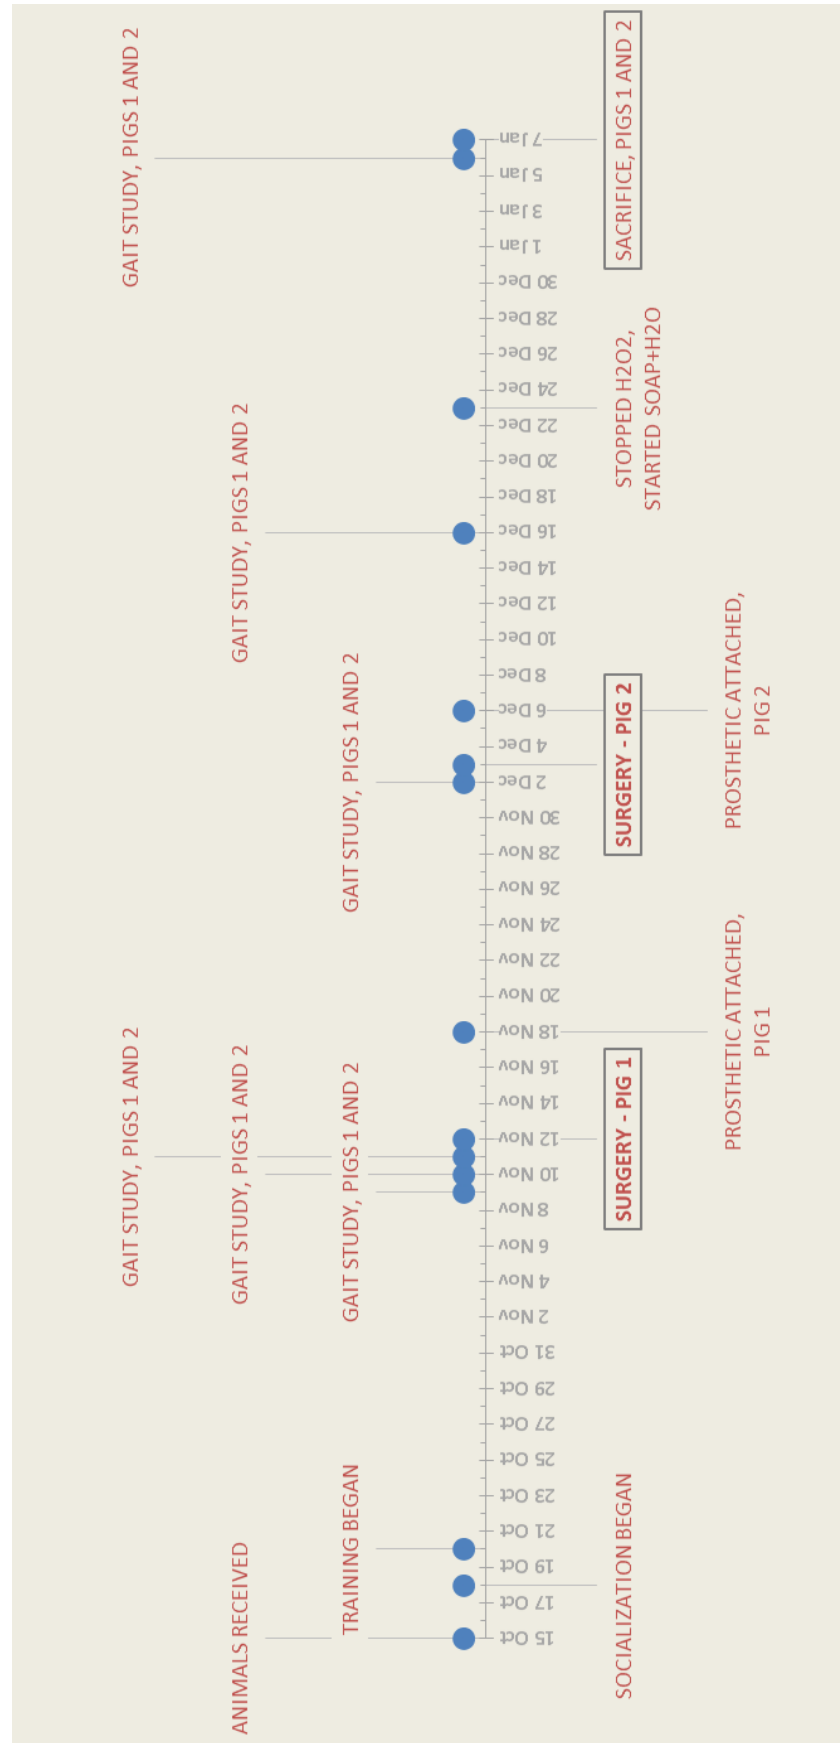 GAIT STUDY, PIGS 1 AND 2
GAIT STUDY, PIGS 1 AND 2
ANIMALS RECEIVED
GAIT STUDY, PIGS 1 AND 2
GAIT STUDY, PIGS 1 AND 2
TRAINING BEGAN
GAIT STUDY, PIGS 1 AND 2
GAIT STUDY, PIGS 1 AND 2
15 Oct
17 Oct
19 Oct
21 Oct
23 Oct
25 Oct
27 Oct
29 Oct
31 Oct
2 Nov
4 Nov
6 Nov
8 Nov
10 Nov
12 Nov
14 Nov
16 Nov
18 Nov
20 Nov
22 Nov
24 Nov
26 Nov
28 Nov
30 Nov
2 Dec
4 Dec
6 Dec
8 Dec
10 Dec
12 Dec
14 Dec
16 Dec
18 Dec
20 Dec
22 Dec
24 Dec
26 Dec
28 Dec
30 Dec
1 Jan
3 Jan
5 Jan
7 Jan
SOCIALIZATION BEGAN
SURGERY - PIG 1
SURGERY - PIG 2
STOPPED H2O2,
STARTED SOAP+H2O
SACRIFICE, PIGS 1 AND 2
PROSTHETIC ATTACHED,
PIG 1
PROSTHETIC ATTACHED,
PIG 2